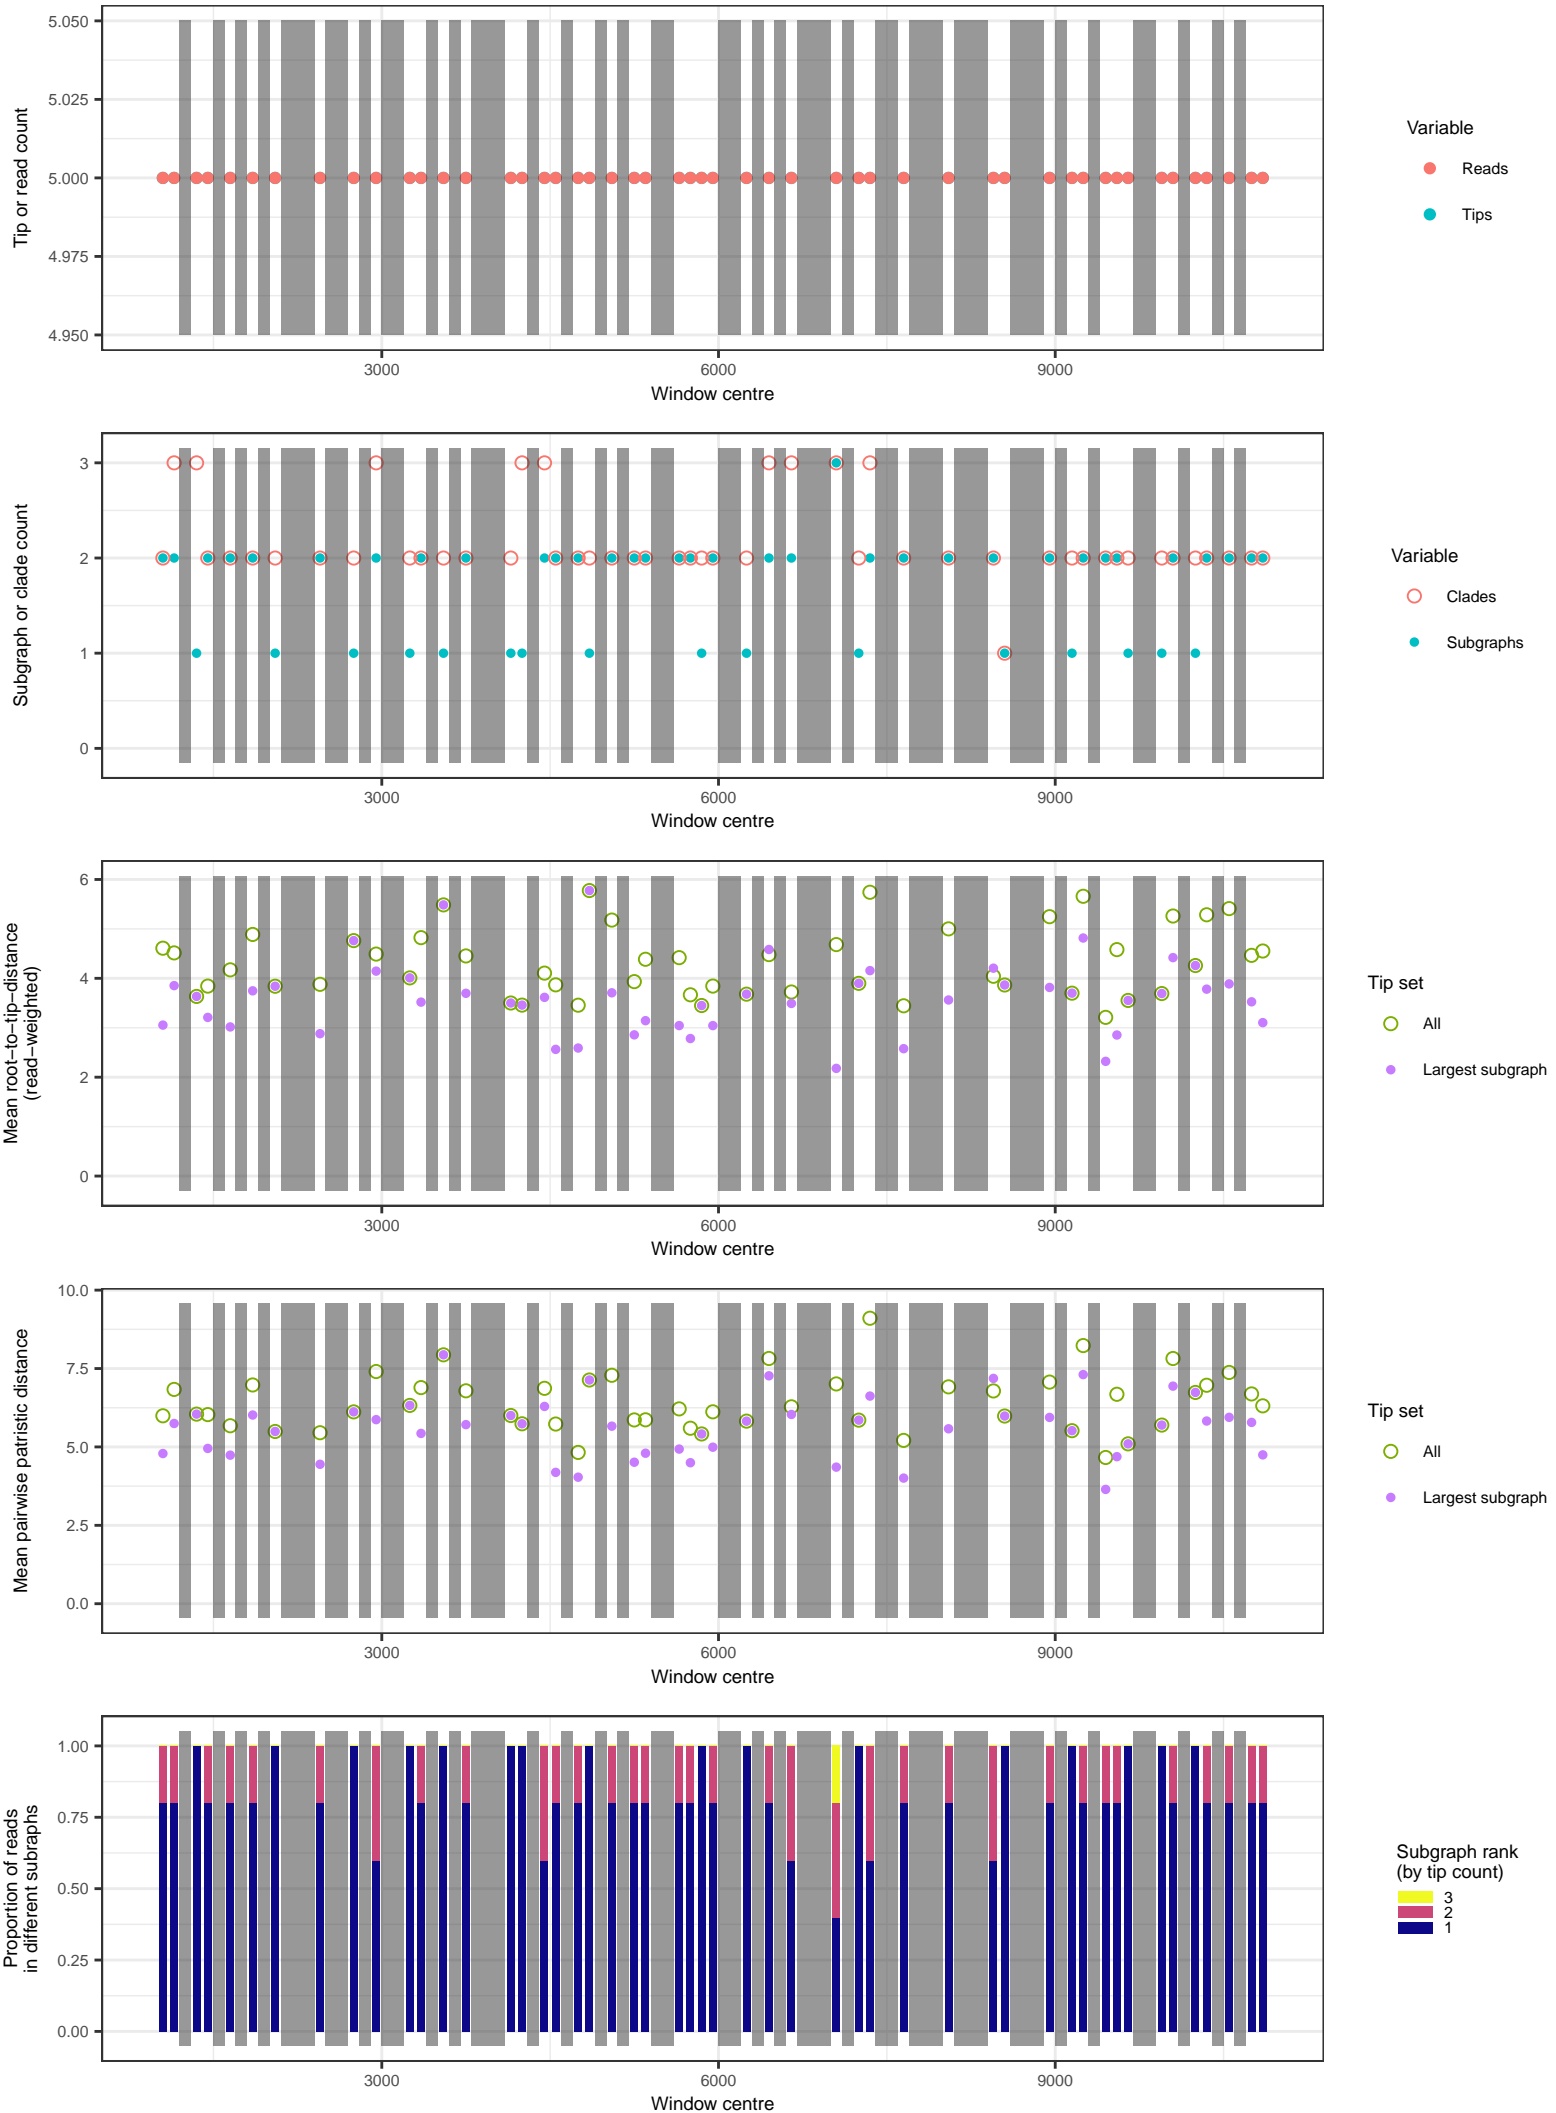 Tip or read count
5.050
5.025
5.000
4.975
4.950
3000
6000
9000
Window centre
Variable
Reads
Tips
Subgraph or clade count
3
2
1
0
3000
6000
9000
Window centre
Variable
Clades
Subgraphs
Mean root−to−tip−distance
(read−weighted)
6
4
2
0
3000
6000
9000
Window centre
Tip set
All
Largest subgraph
Mean pairwise patristic distance
10.0
7.5
5.0
2.5
0.0
3000
6000
9000
Window centre
Tip set
All
Largest subgraph
Proportion of reads
in different subraphs
1.00
0.75
0.50
0.25
0.00
3000
6000
9000
Window centre
Subgraph rank
(by tip count)
3
2
1